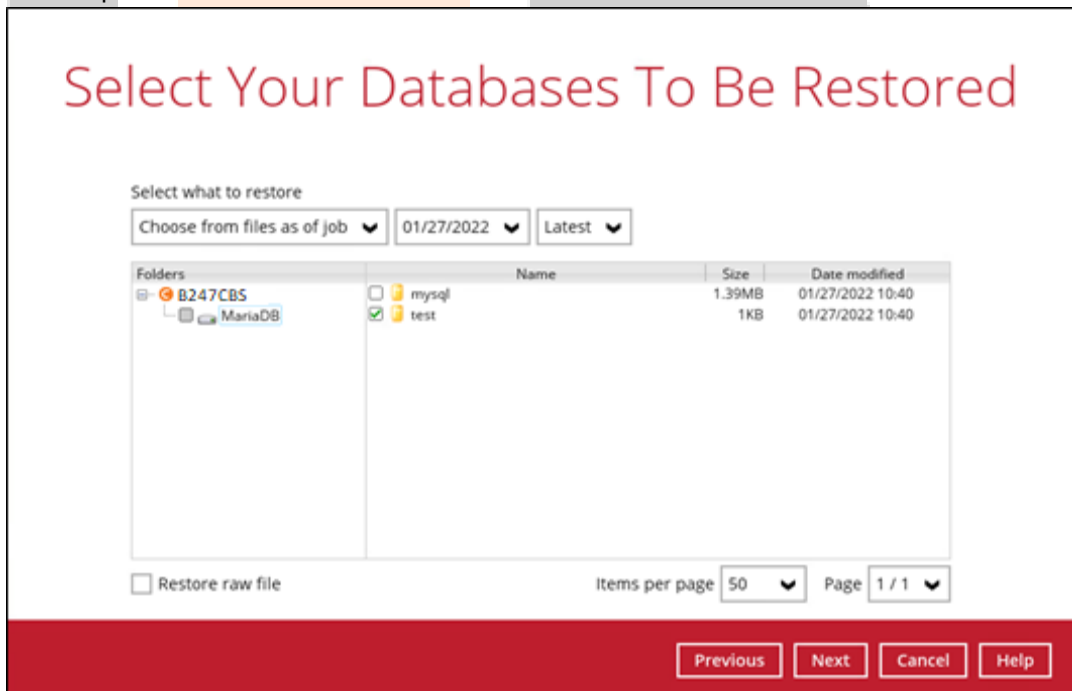 Select Your Databases To Be Restored
Select what to restore
Choose from files as of job 01/27/2022 Latest
Folders Name Size Date modified
B247CBS mysql 1.39MB 01/27/2022 10:40
MariaDB test 1KB 01/27/2022 10:40
Restore raw file Items per page 50 Page 1 / 1
Previous Next Cancel Help